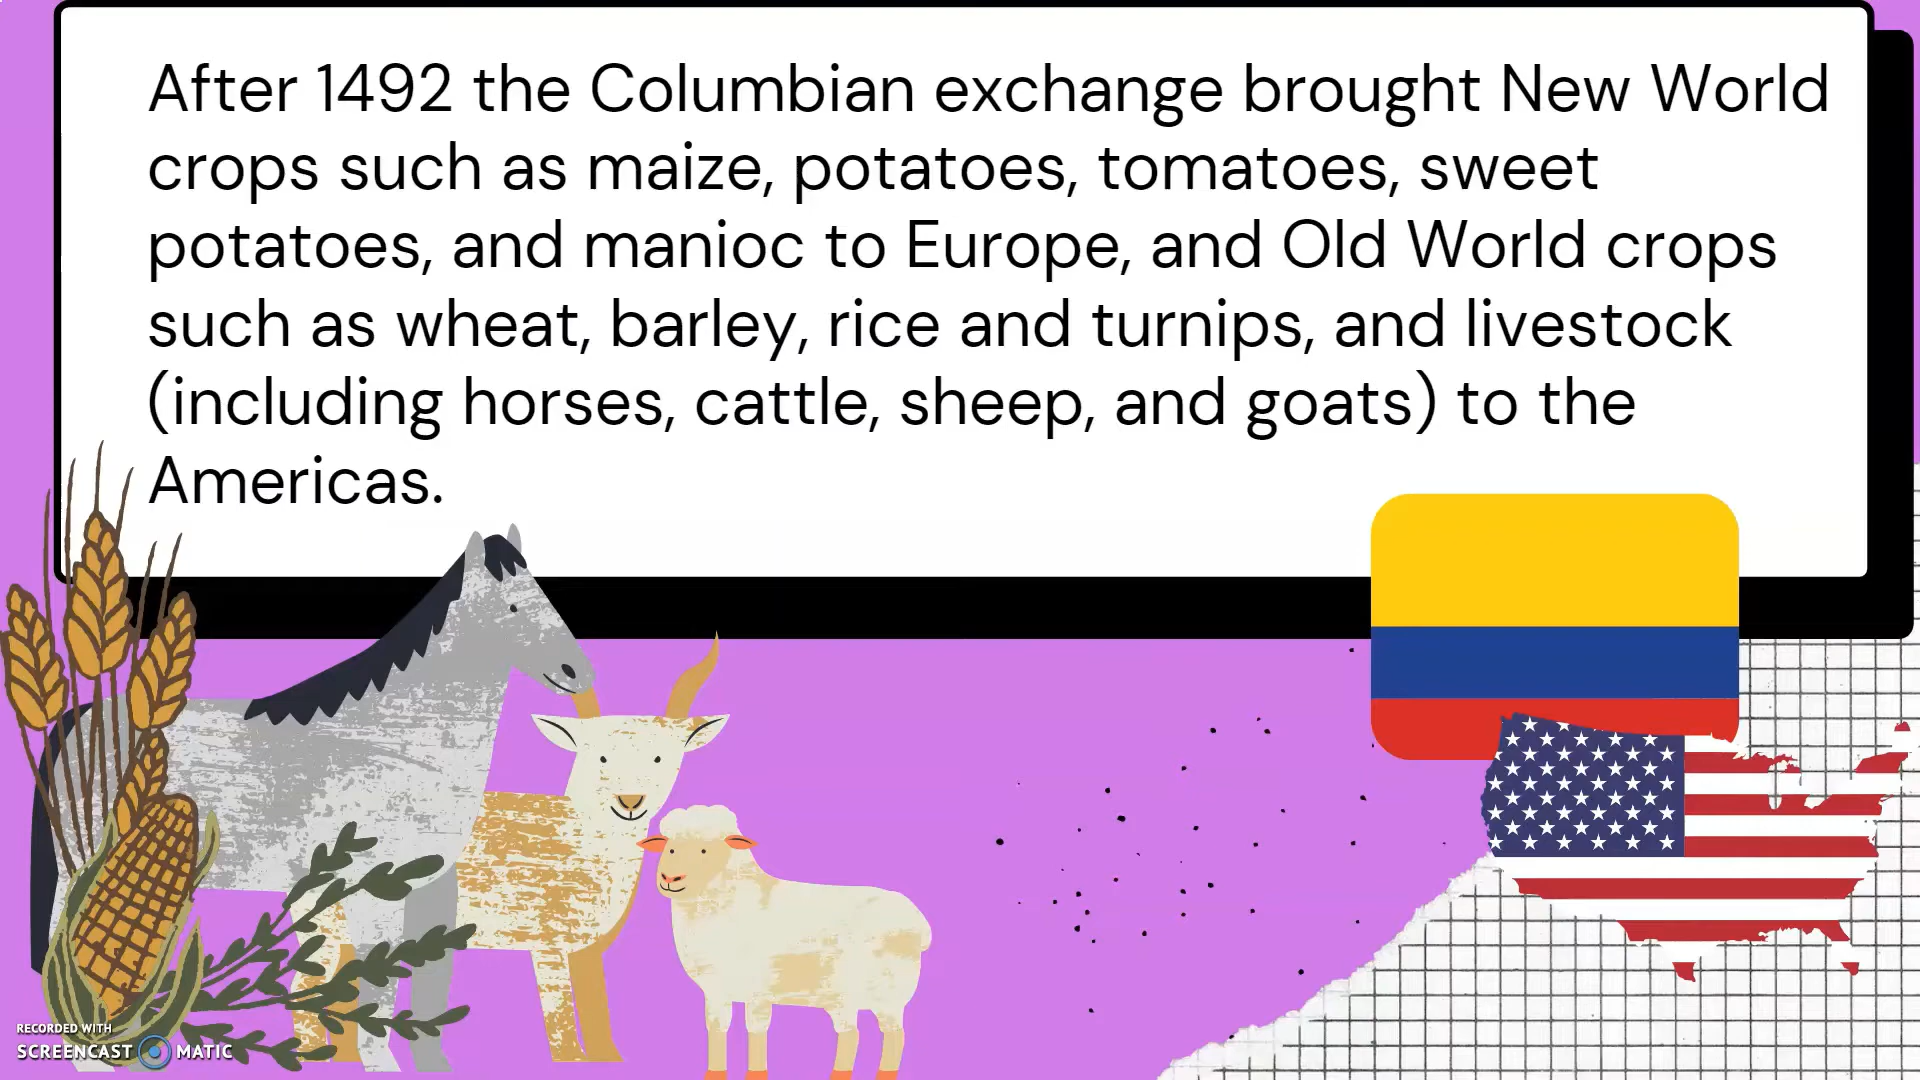 After 1492 the Columbian exchange brought New World
crops such as maize, potatoes, tomatoes, sweet
potatoes, and manioc to Europe, and Old World crops
such as wheat, barley, rice and turnips, and livestock
(including horses, cattle, sheep, and goats) to the
Americas.
RECORDED WITH
SCREENCAST MATIC